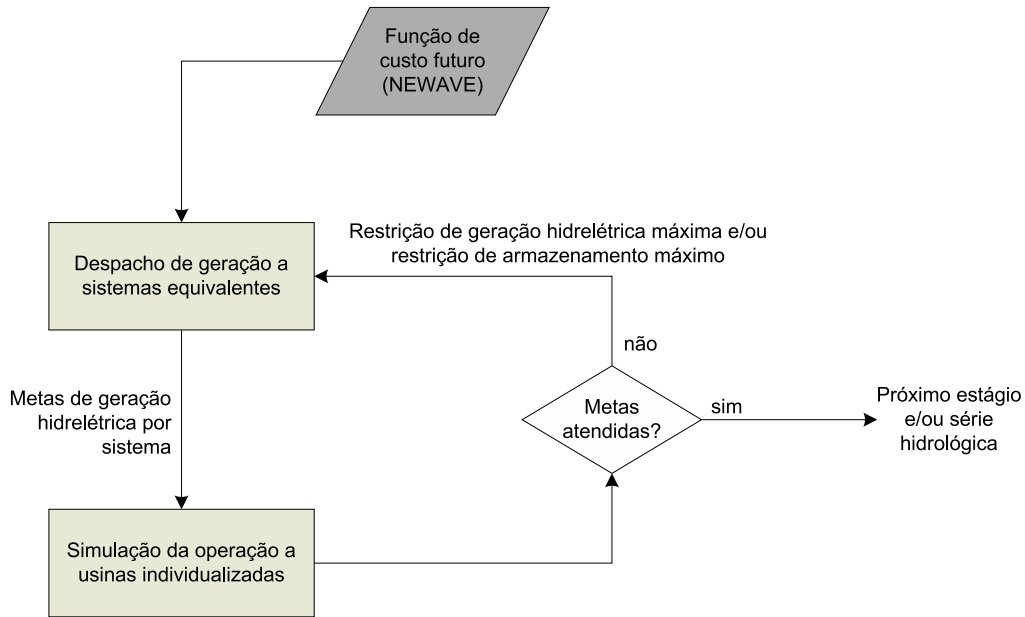 Função de
custo futuro
(NEWAVE)
Despacho de geração a
sistemas equivalentes
Restrição de geração hidrelétrica máxima e/ou
restrição de armazenamento máximo
não
Metas de geração
hidrelétrica por
sistema
Metas
atendidas?
sim
Próximo estágio
e/ou série
hidrológica
Simulação da operação a
usinas individualizadas